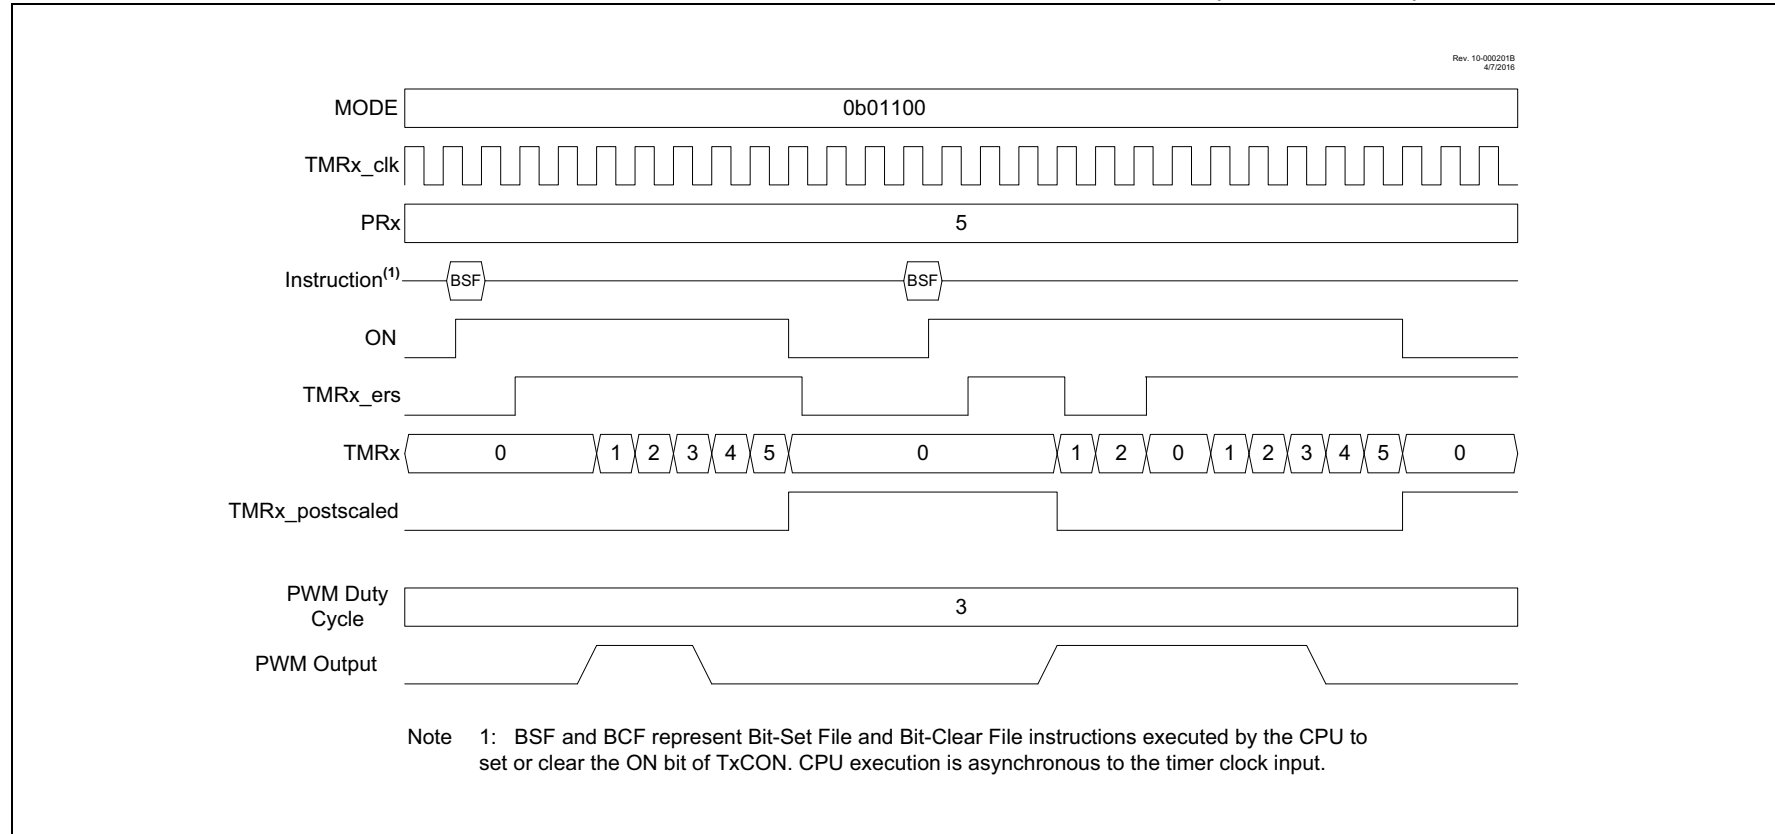 Rev. 10-000201B
4/7/2016
MODE 0b01100
TMRx_clk
PRx 5
Instruction(1) BSF BSF
ON
TMRx_ers
TMRx 0 1 2 3 4 5 0 1 2 0 1 2 3 4 5 0
TMRx_postscaled
PWM Duty
Cycle 3
PWM Output
Note 1: BSF and BCF represent Bit-Set File and Bit-Clear File instructions executed by the CPU to
set or clear the ON bit of TxCON. CPU execution is asynchronous to the timer clock input.